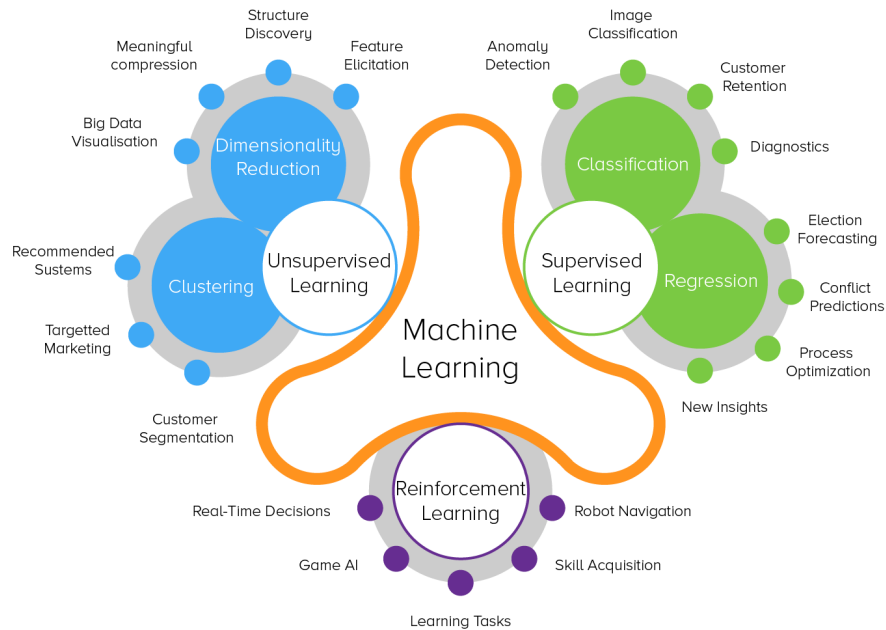 Structure
Discovery
Meaningful
compression
Feature
Elicitation
Big Data
Visualisation
Dimensionality
Reduction
Recommended
Sustems
Clustering
Unsupervised
Learning
Targetted
Marketing
Customer
Segmentation
Image
Classification
Anomaly
Detection
Customer
Retention
Classification
Diagnostics
Supervised
Learning
Regression
Election
Forecasting
Conflict
Predictions
Process
Optimization
New Insights
Machine
Learning
Reinforcement
Learning
Real-Time Decisions
Robot Navigation
Game AI
Skill Acquisition
Learning Tasks